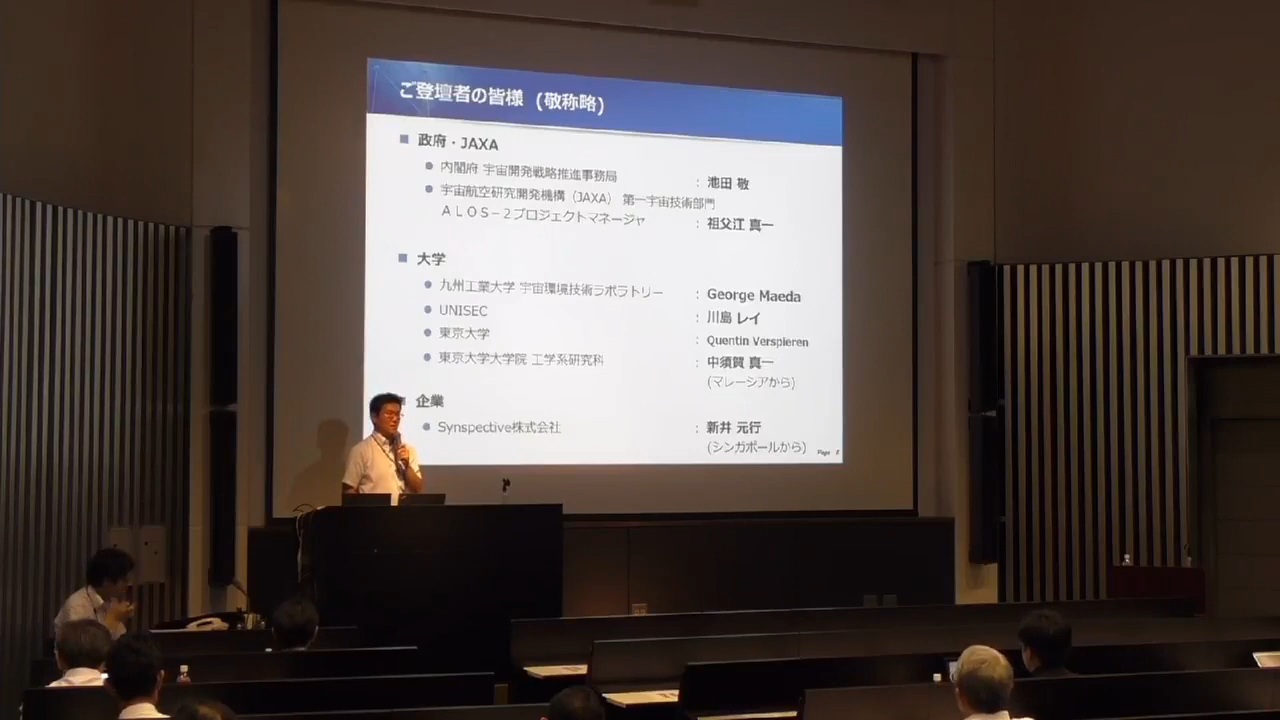 ご登壇者の皆様 (敬称略)
■ 政府・JAXA
● 内閣府 宇宙開発戦略推進事務局 : 池田 敬
● 宇宙航空研究開発機構（JAXA） 第一宇宙技術部門
ＡＬＯＳ－２プロジェクトマネージャ : 祖父江 真一
■ 大学
● 九州工業大学 宇宙環境技術ラボラトリー : George Maeda
● UNISEC : 川島 レイ
● 東京大学 : Quentin Verspieren
● 東京大学大学院 工学系研究科 : 中須賀 真一
(マレーシアから)
企業
● Synspective株式会社 : 新井 元行
(シンガポールから)
Page